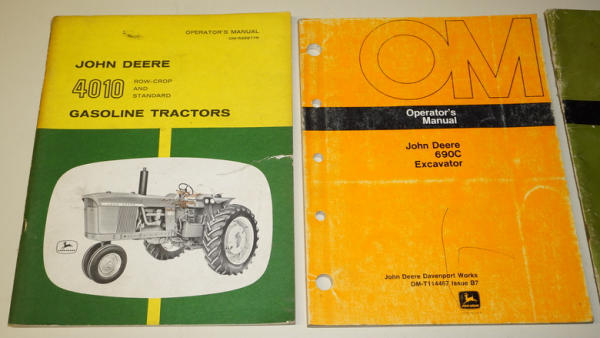 OPERATOR'S MANUAL
JOHN DEERE
4010
ROW-CROP
AND
STANDARD
GASOLINE TRACTORS
OM
Operator's
Manual
John Deere
690C
Excavator
John Deere Davenport Works
OM-T114467 Issue B7